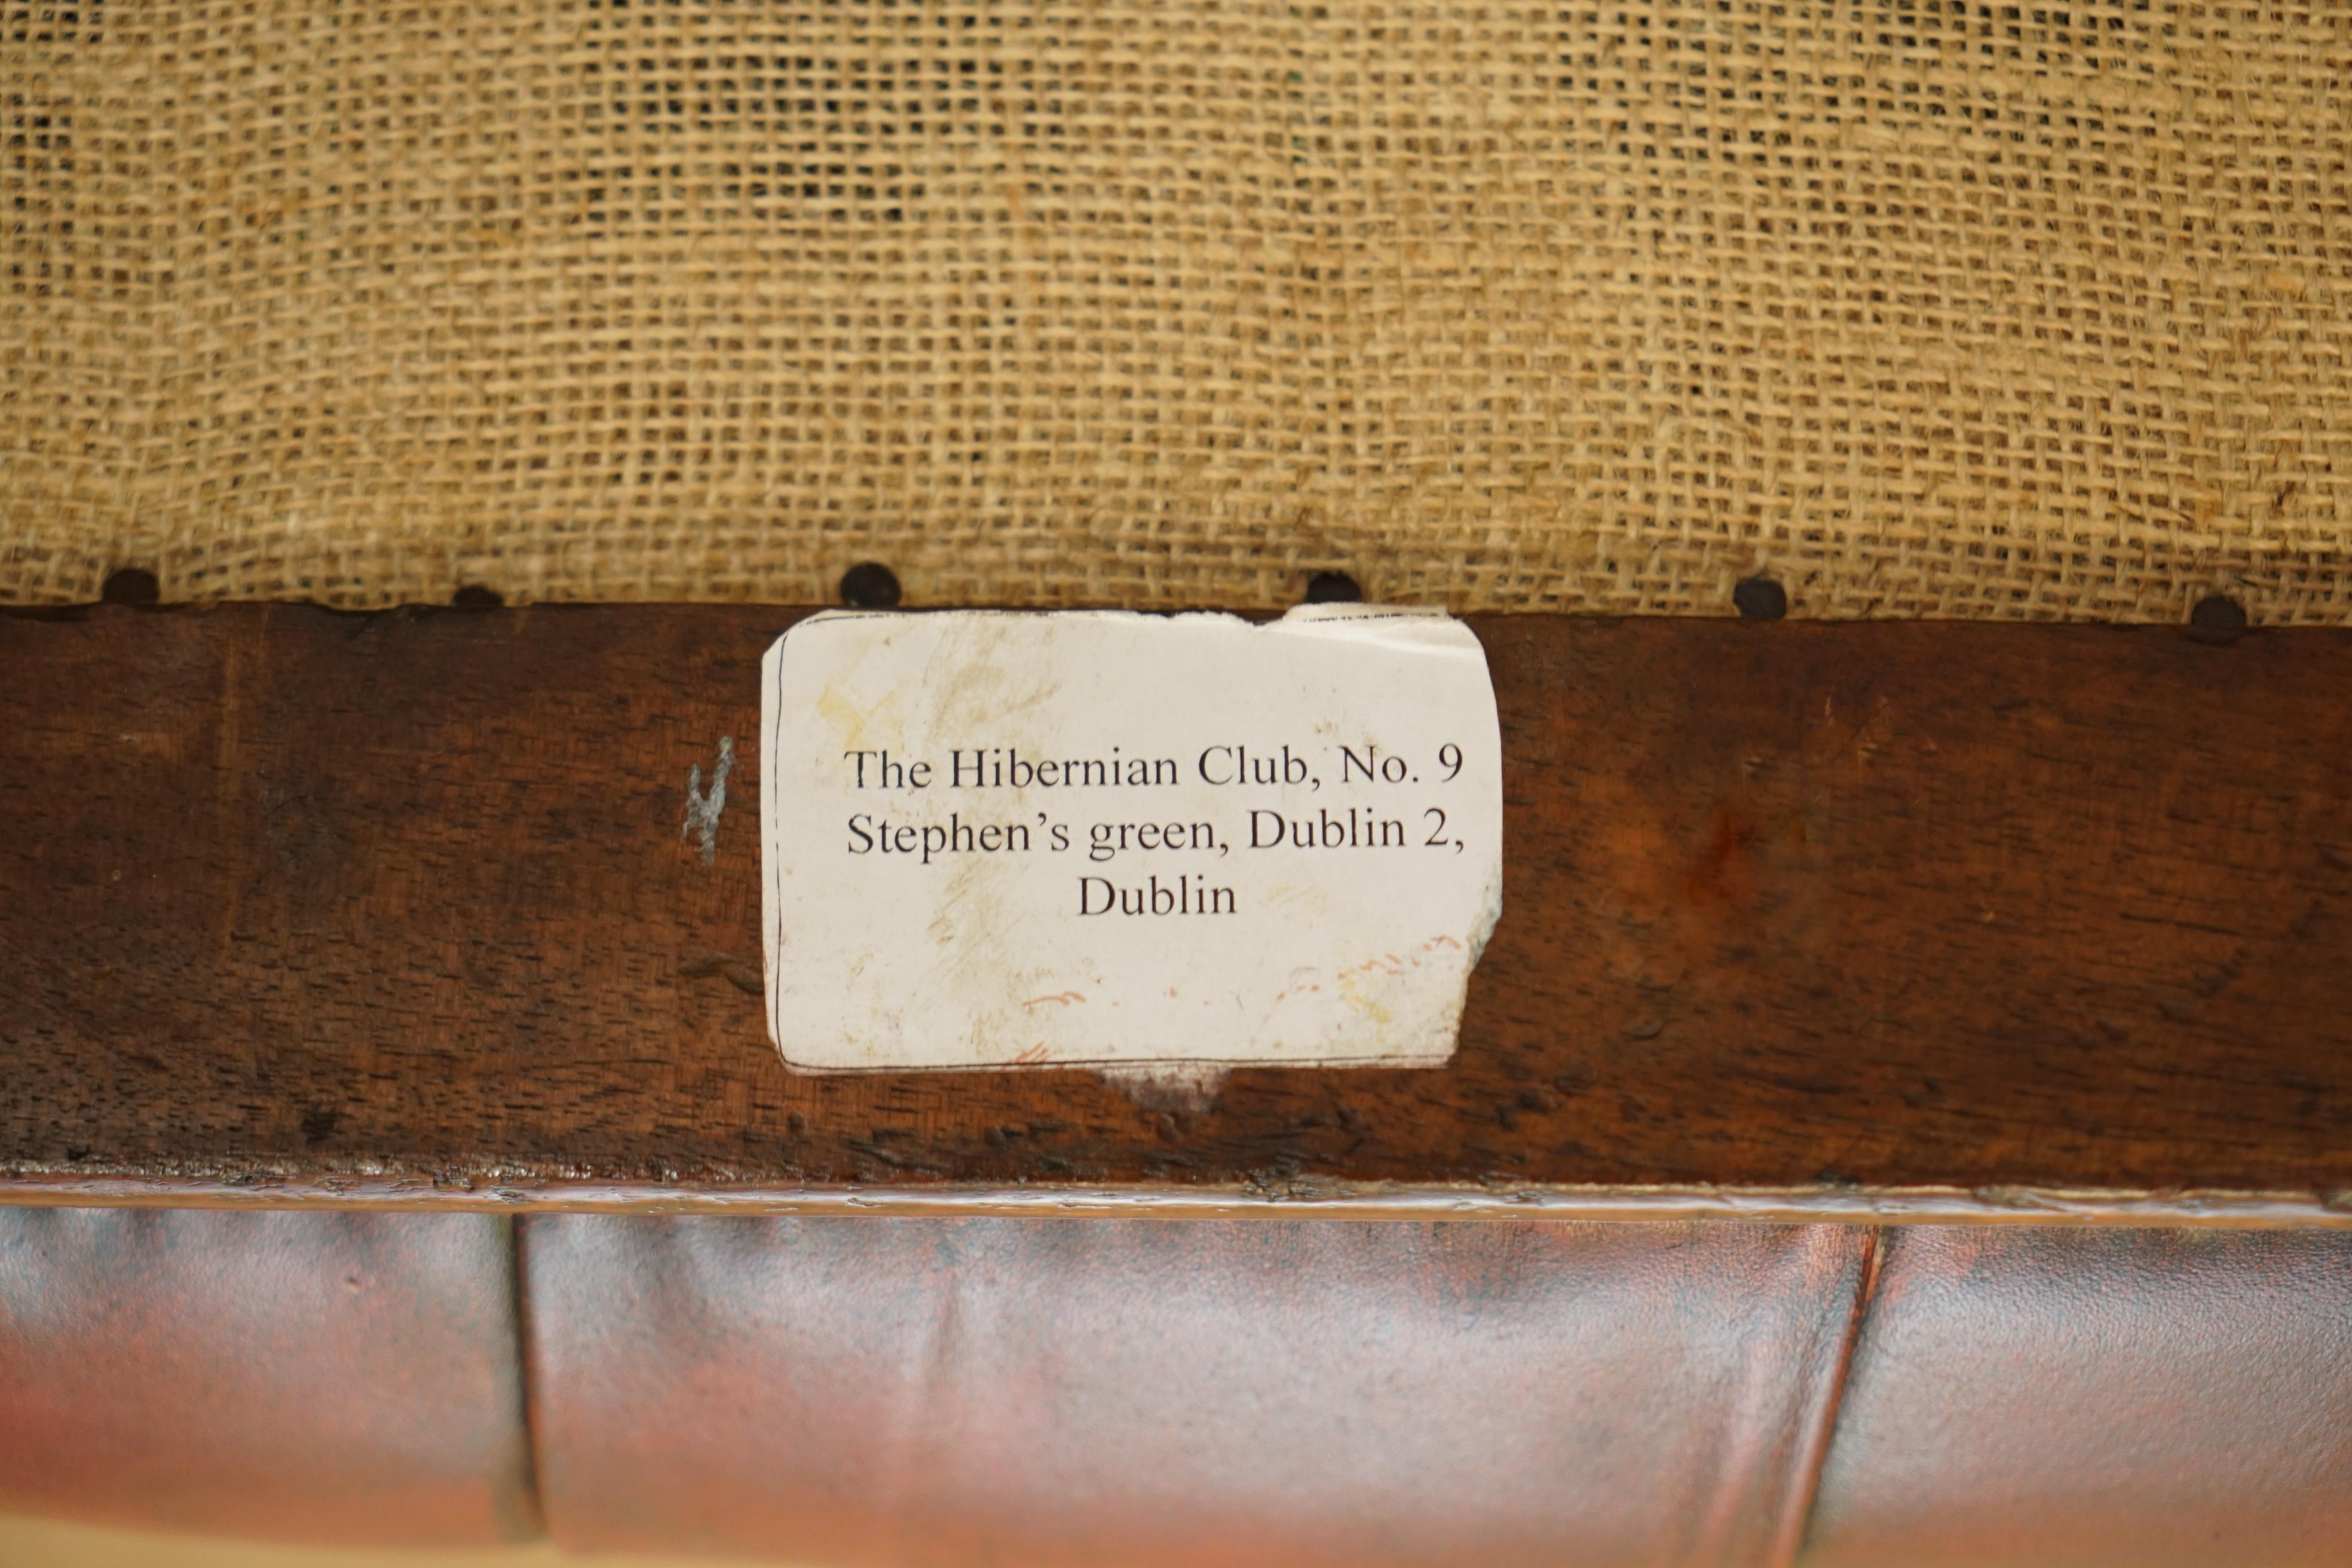 The Hibernian Club, No. 9
Stephen's green, Dublin 2,
Dublin